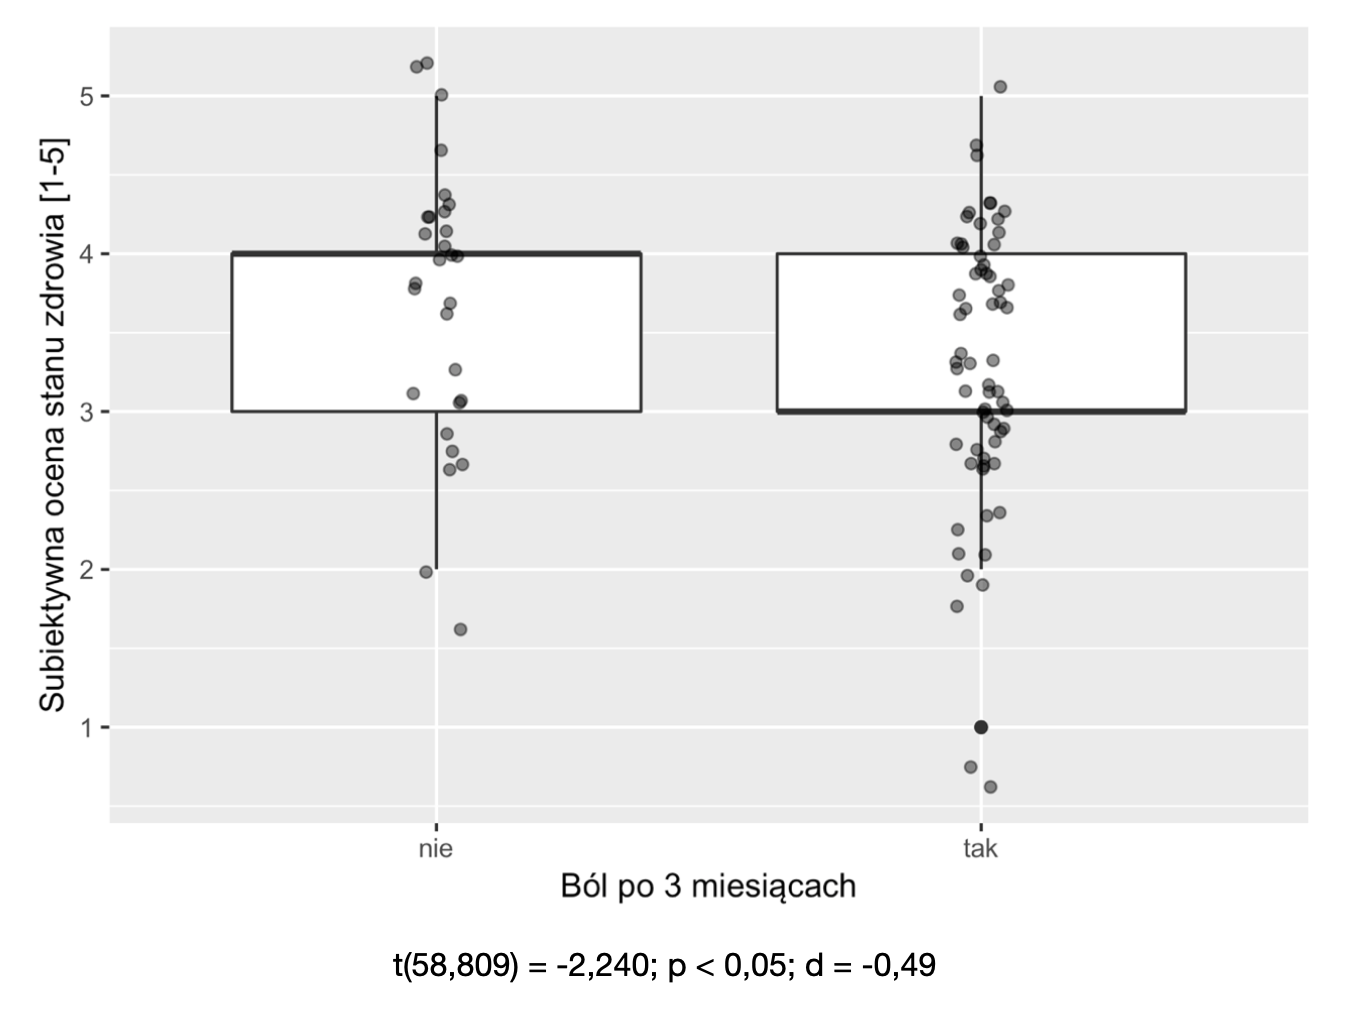 Subiektywna ocena stanu zdrowia [1-5]
5
4
3
2
1
nie
tak
Ból po 3 miesiącach
t(58,809) = -2,240; p < 0,05; d = -0,49